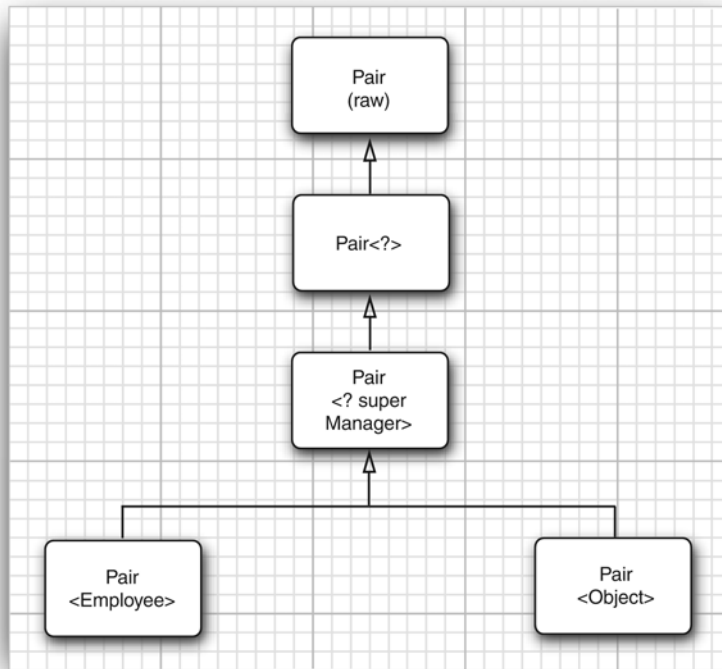 Pair
(raw)
Pair<?>
Pair
<? super
Manager>
Pair
<Employee>
Pair
<Object>